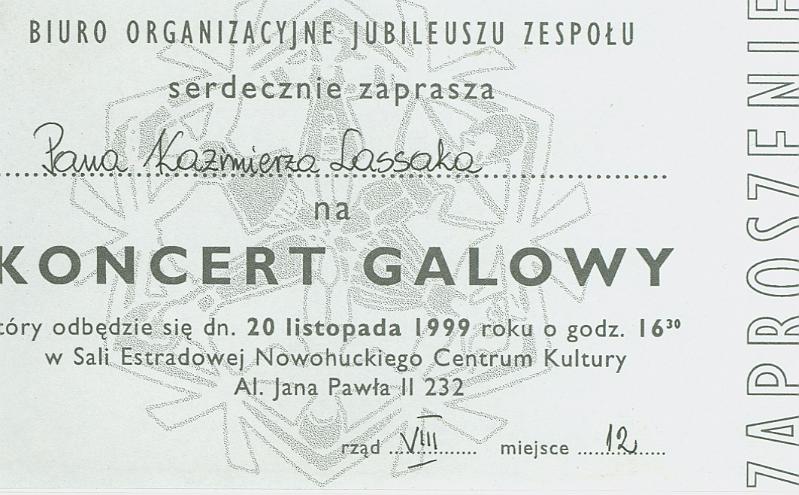 BIURO ORGANIZACYJNE JUBILEUSZU ZESPOŁU
serdecznie zaprasza
Pana Kazimierza Lassaka
na
KONCERT GALOWY
tóry odbędzie się dn. 20 listopada 1999 roku o godz. 16³⁰
w Sali Estradowej Nowohuckiego Centrum Kultury
Al. Jana Pawła II 232
rząd ...VIII... miejsce ...12...
ZAPROSZENIE